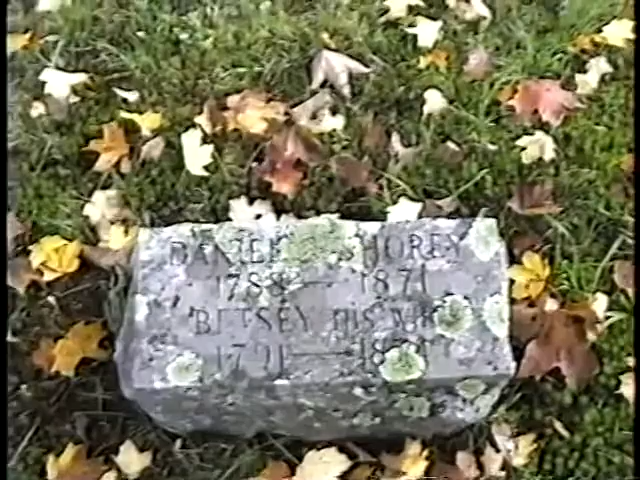 DANIEL SHOREY
1788 — 1871
BETSEY HIS WIFE
1791 —